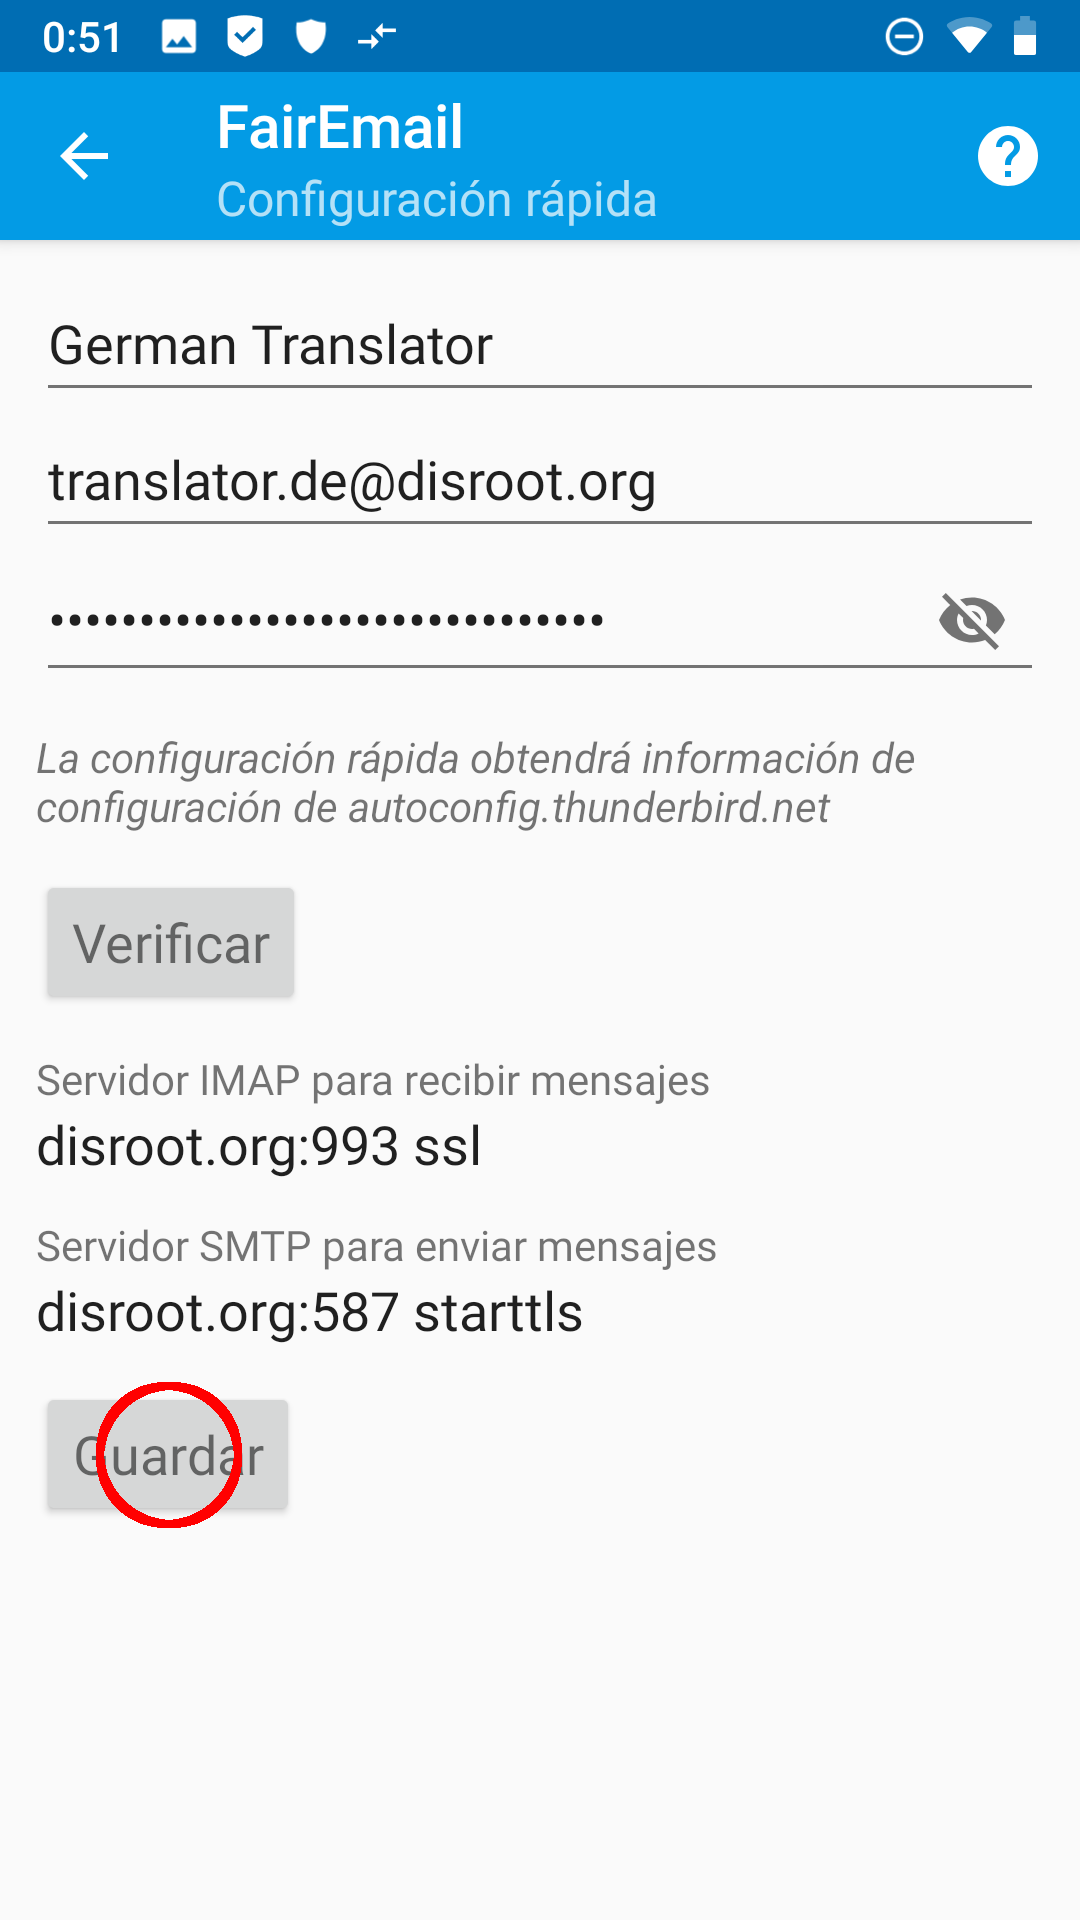 0:51
FairEmail
Configuración rápida
German Translator
translator.de@disroot.org
•••••••••••••••••••••••••••••••
La configuración rápida obtendrá información de
configuración de autoconfig.thunderbird.net
Verificar
Servidor IMAP para recibir mensajes
disroot.org:993 ssl
Servidor SMTP para enviar mensajes
disroot.org:587 starttls
Guardar